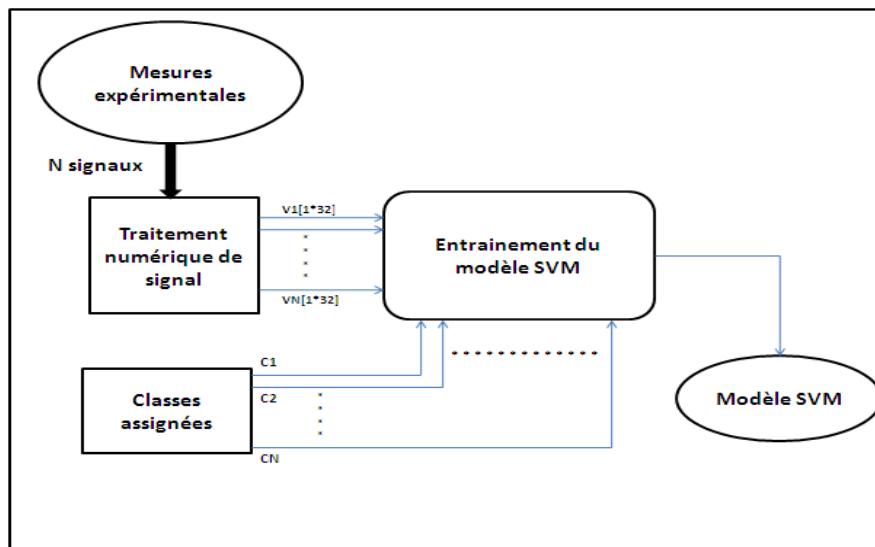 Mesures
expérimentales
N signaux
Traitement
numérique de
signal
V1[1*32]
VN[1*32]
Entrainement du
modèle SVM
Classes
assignées
C1
C2
CN
Modèle SVM